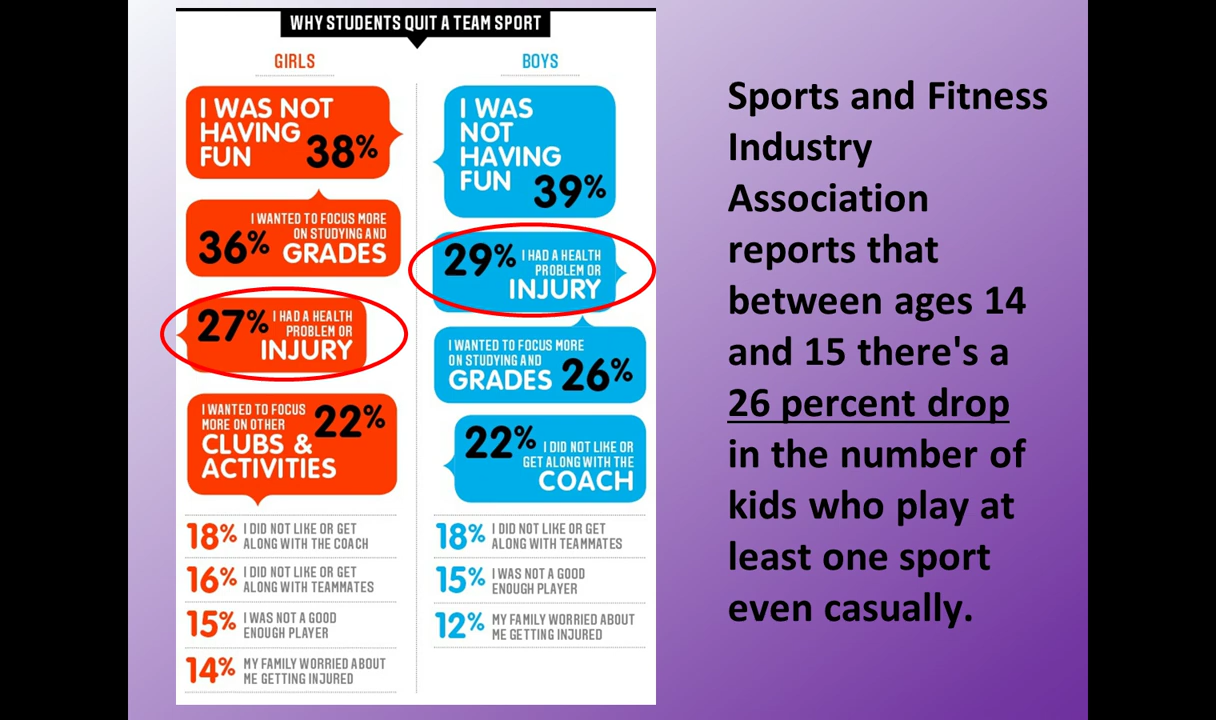 WHY STUDENTS QUIT A TEAM SPORT
GIRLS
I WAS NOT
HAVING
FUN 38%
I WANTED TO FOCUS MORE
ON STUDYING AND
36% GRADES
27% I HAD A HEALTH
PROBLEM OR
INJURY
I WANTED TO FOCUS
MORE ON OTHER 22%
CLUBS &
ACTIVITIES
18% I DID NOT LIKE OR GET
ALONG WITH THE COACH
16% I DID NOT LIKE OR GET
ALONG WITH TEAMMATES
15% I WAS NOT A GOOD
ENOUGH PLAYER
14% MY FAMILY WORRIED ABOUT
ME GETTING INJURED
BOYS
I WAS
NOT
HAVING
FUN 39%
29% I HAD A HEALTH
PROBLEM OR
INJURY
I WANTED TO FOCUS MORE
ON STUDYING AND
GRADES 26%
22% I DID NOT LIKE OR
GET ALONG WITH THE
COACH
18% I DID NOT LIKE OR GET
ALONG WITH TEAMMATES
15% I WAS NOT A GOOD
ENOUGH PLAYER
12% MY FAMILY WORRIED ABOUT
ME GETTING INJURED
Sports and Fitness
Industry
Association
reports that
between ages 14
and 15 there's a
26 percent drop
in the number of
kids who play at
least one sport
even casually.